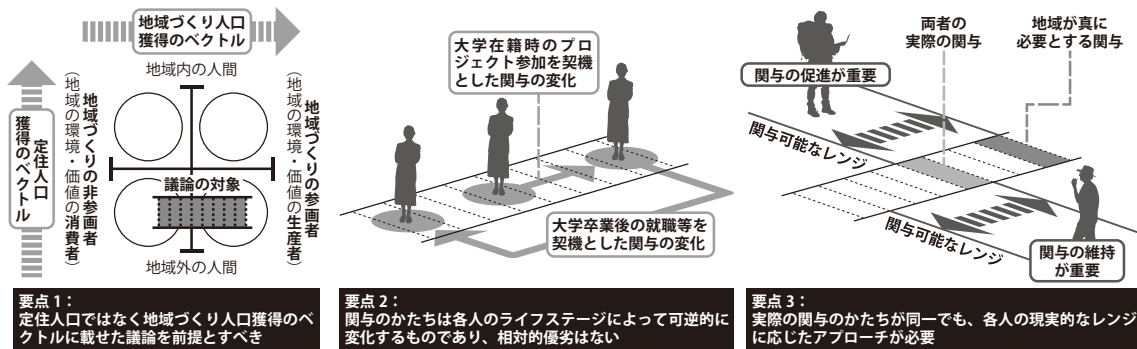 地域づくり人口
獲得のベクトル
地域内の人間
定住人口
獲得のベクトル
地域づくりの非参画者
（地域の環境・価値の消費者）
地域づくりの参画者
（地域の環境・価値の生産者）
議論の対象
地域外の人間
要点 1：
定住人口ではなく地域づくり人口獲得のベ
クトルに載せた議論を前提とすべき
大学在籍時のプロ
ジェクト参加を契機
とした関与の変化
大学卒業後の就職等を
契機とした関与の変化
要点 2：
関与のかたちは各人のライフステージによって可逆的に
変化するものであり、相対的優劣はない
両者の
実際の関与
地域が真に
必要とする関与
関与の促進が重要
関与可能なレンジ
関与可能なレンジ
関与の維持
が重要
要点 3：
実際の関与のかたちが同一でも、各人の現実的なレンジ
に応じたアプローチが必要